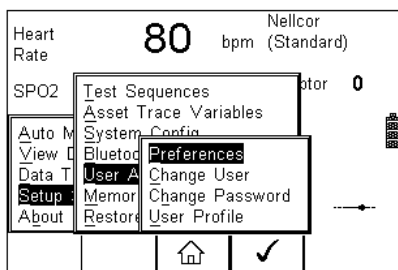 Heart Rate 80 bpm Nellcor (Standard)
SPO2 0
Test Sequences
Asset Trace Variables
System Config
Auto M
View D
Data T
Setup
About
Bluetoo
User A
Memor
Restore
Preferences
Change User
Change Password
User Profile